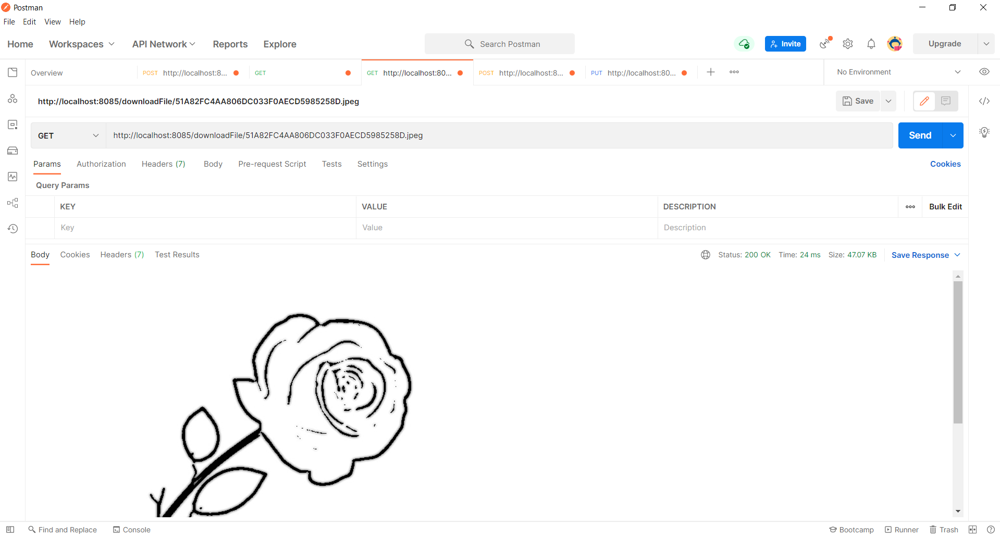 Postman
File Edit View Help
Home Workspaces API Network Reports Explore Search Postman Invite Upgrade
Overview POST http://localhost:8... GET GET http://localhost:80... POST http://localhost:8... PUT http://localhost:80... No Environment
http://localhost:8085/downloadFile/51A82FC4AA806DC033F0AECD5985258D.jpeg Save
GET http://localhost:8085/downloadFile/51A82FC4AA806DC033F0AECD5985258D.jpeg Send
Params Authorization Headers (7) Body Pre-request Script Tests Settings Cookies
Query Params
KEY VALUE DESCRIPTION Bulk Edit
Key Value Description
Body Cookies Headers (7) Test Results Status: 200 OK Time: 24 ms Size: 47.07 KB Save Response
Find and Replace Console Bootcamp Runner Trash